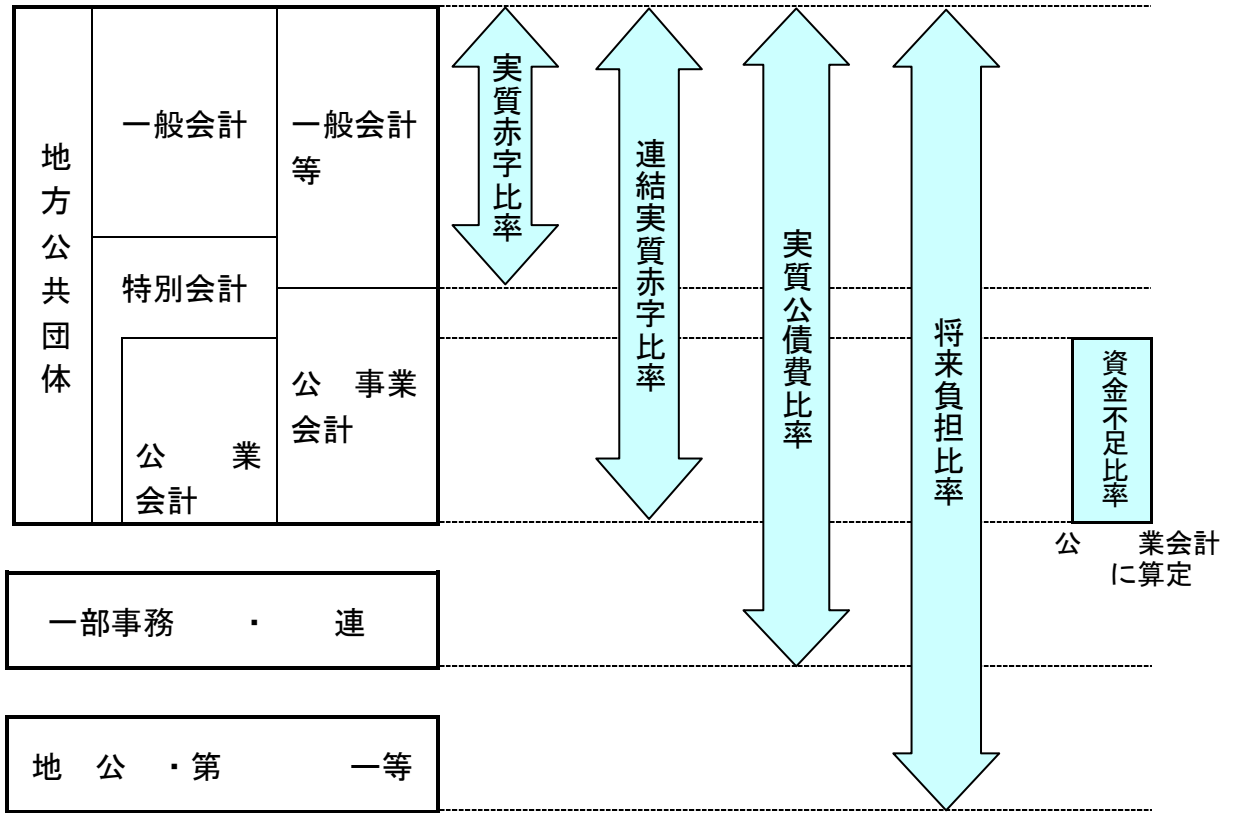 地方公共団体
一般会計
特別会計
公　　業
会計
一般会計
等
公　事業
会計
実質赤字比率
連結実質赤字比率
実質公債費比率
将来負担比率
資金不足比率
公　　業会計
に算定
一部事務　　・　　連
地　公　・第　　　　一等